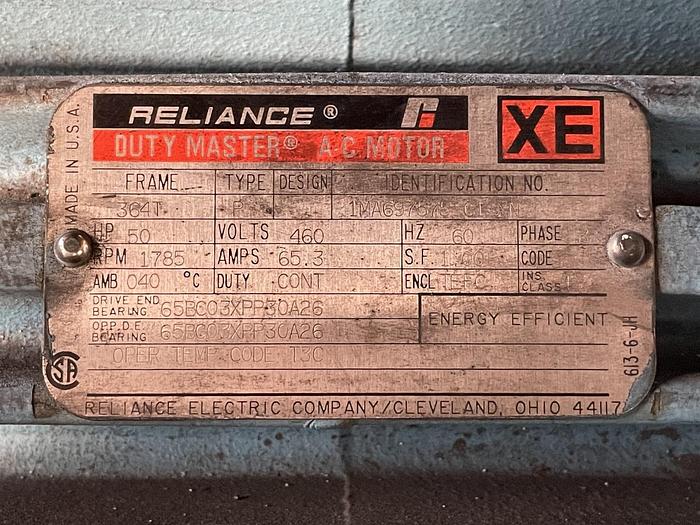 RELIANCE ®
XE
DUTY MASTER® A-C MOTOR
MADE IN U.S.A.
FRAME TYPE DESIGN IDENTIFICATION NO.
364T P
HP 50 VOLTS 460 HZ 60 PHASE
RPM 1785 AMPS 65.3 S.F. CODE
AMB 040 °C DUTY CONT ENCL TEFC INS. CLASS
DRIVE END BEARING 65BC03XPP30A26
OPP. D.E. BEARING 65BC03XPP30A26
ENERGY EFFICIENT
OPER TEMP CODE T3C
SA
613-6-JH
RELIANCE ELECTRIC COMPANY/CLEVELAND, OHIO 44117